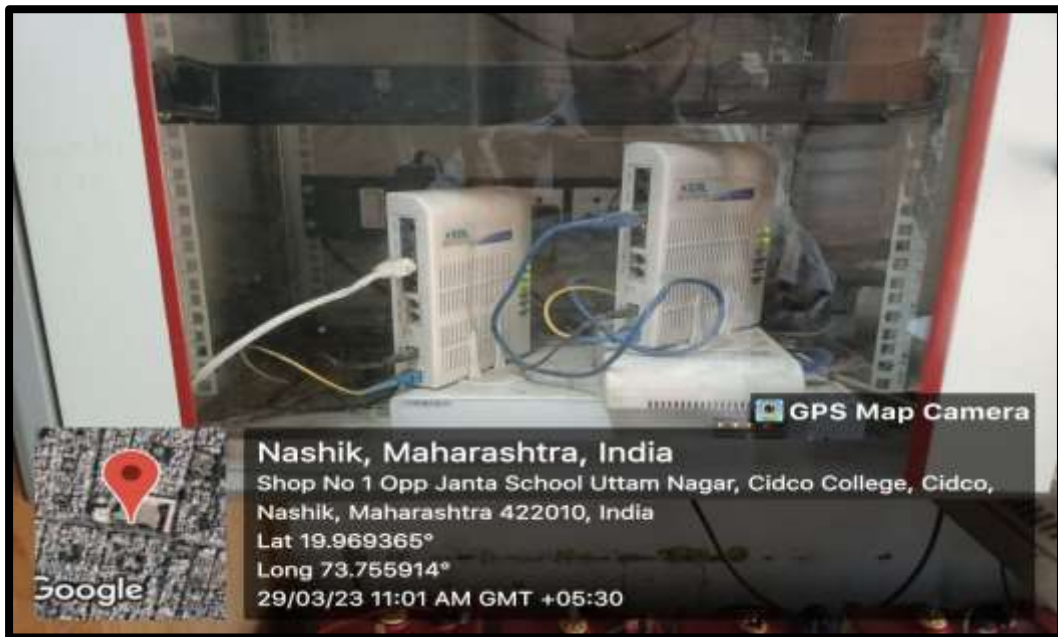 GPS Map Camera
Nashik, Maharashtra, India
Shop No 1 Opp Janta School Uttam Nagar, Cidco College, Cidco,
Nashik, Maharashtra 422010, India
Lat 19.969365°
Long 73.755914°
29/03/23 11:01 AM GMT +05:30
Google